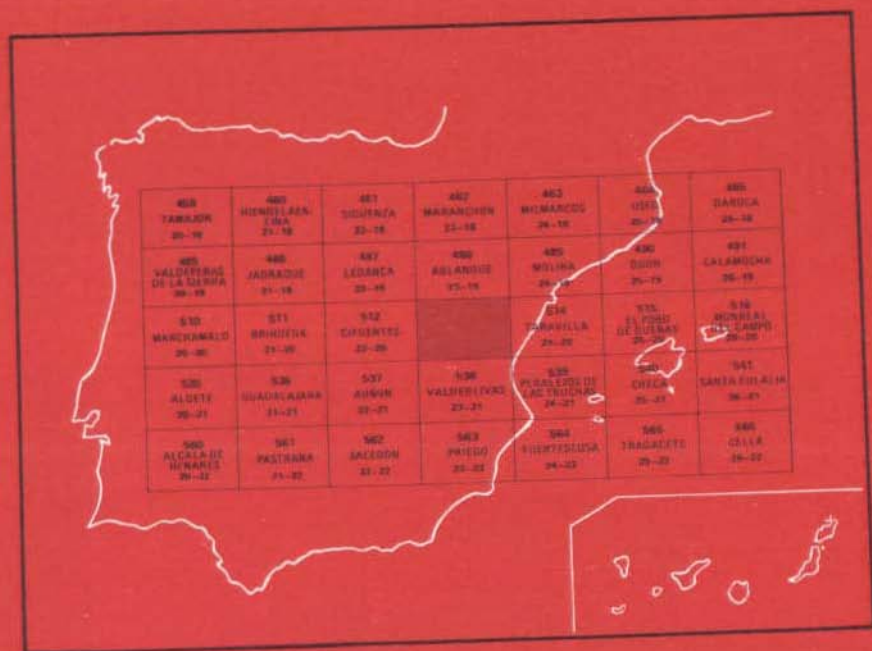 459
TAMAJON
20-18
460
HIENDELAEN-
CINA
21-18
461
SIGUENZA
22-18
462
MARANCHON
23-18
463
MILMARCOS
24-18
464
USED
25-18
465
DAROCA
26-18
485
VALDEPEÑAS
DE LA SIERRA
20-19
486
JADRAQUE
21-19
487
LEDANCA
22-19
488
ABLANQUE
23-19
489
MOLINA
24-19
490
ODON
25-19
491
CALAMOCHA
26-19
510
MARCHAMALO
20-20
511
BRIHUEGA
21-20
512
CIFUENTES
22-20
514
TARAVILLA
24-20
515
EL POBO
DE DUEÑAS
25-20
516
MONREAL
DEL CAMPO
26-20
535
ALGETE
20-21
536
GUADALAJARA
21-21
537
AUÑON
22-21
538
VALDEOLIVAS
23-21
539
PERALEJOS DE
LAS TRUCHAS
24-21
540
CHECA
25-21
541
SANTA EULALIA
26-21
560
ALCALA DE
HENARES
20-22
561
PASTRANA
21-22
562
SACEDON
22-22
563
PRIEGO
23-22
564
FUERTESCUSA
24-22
565
TRAGACETE
25-22
566
CELLA
26-22